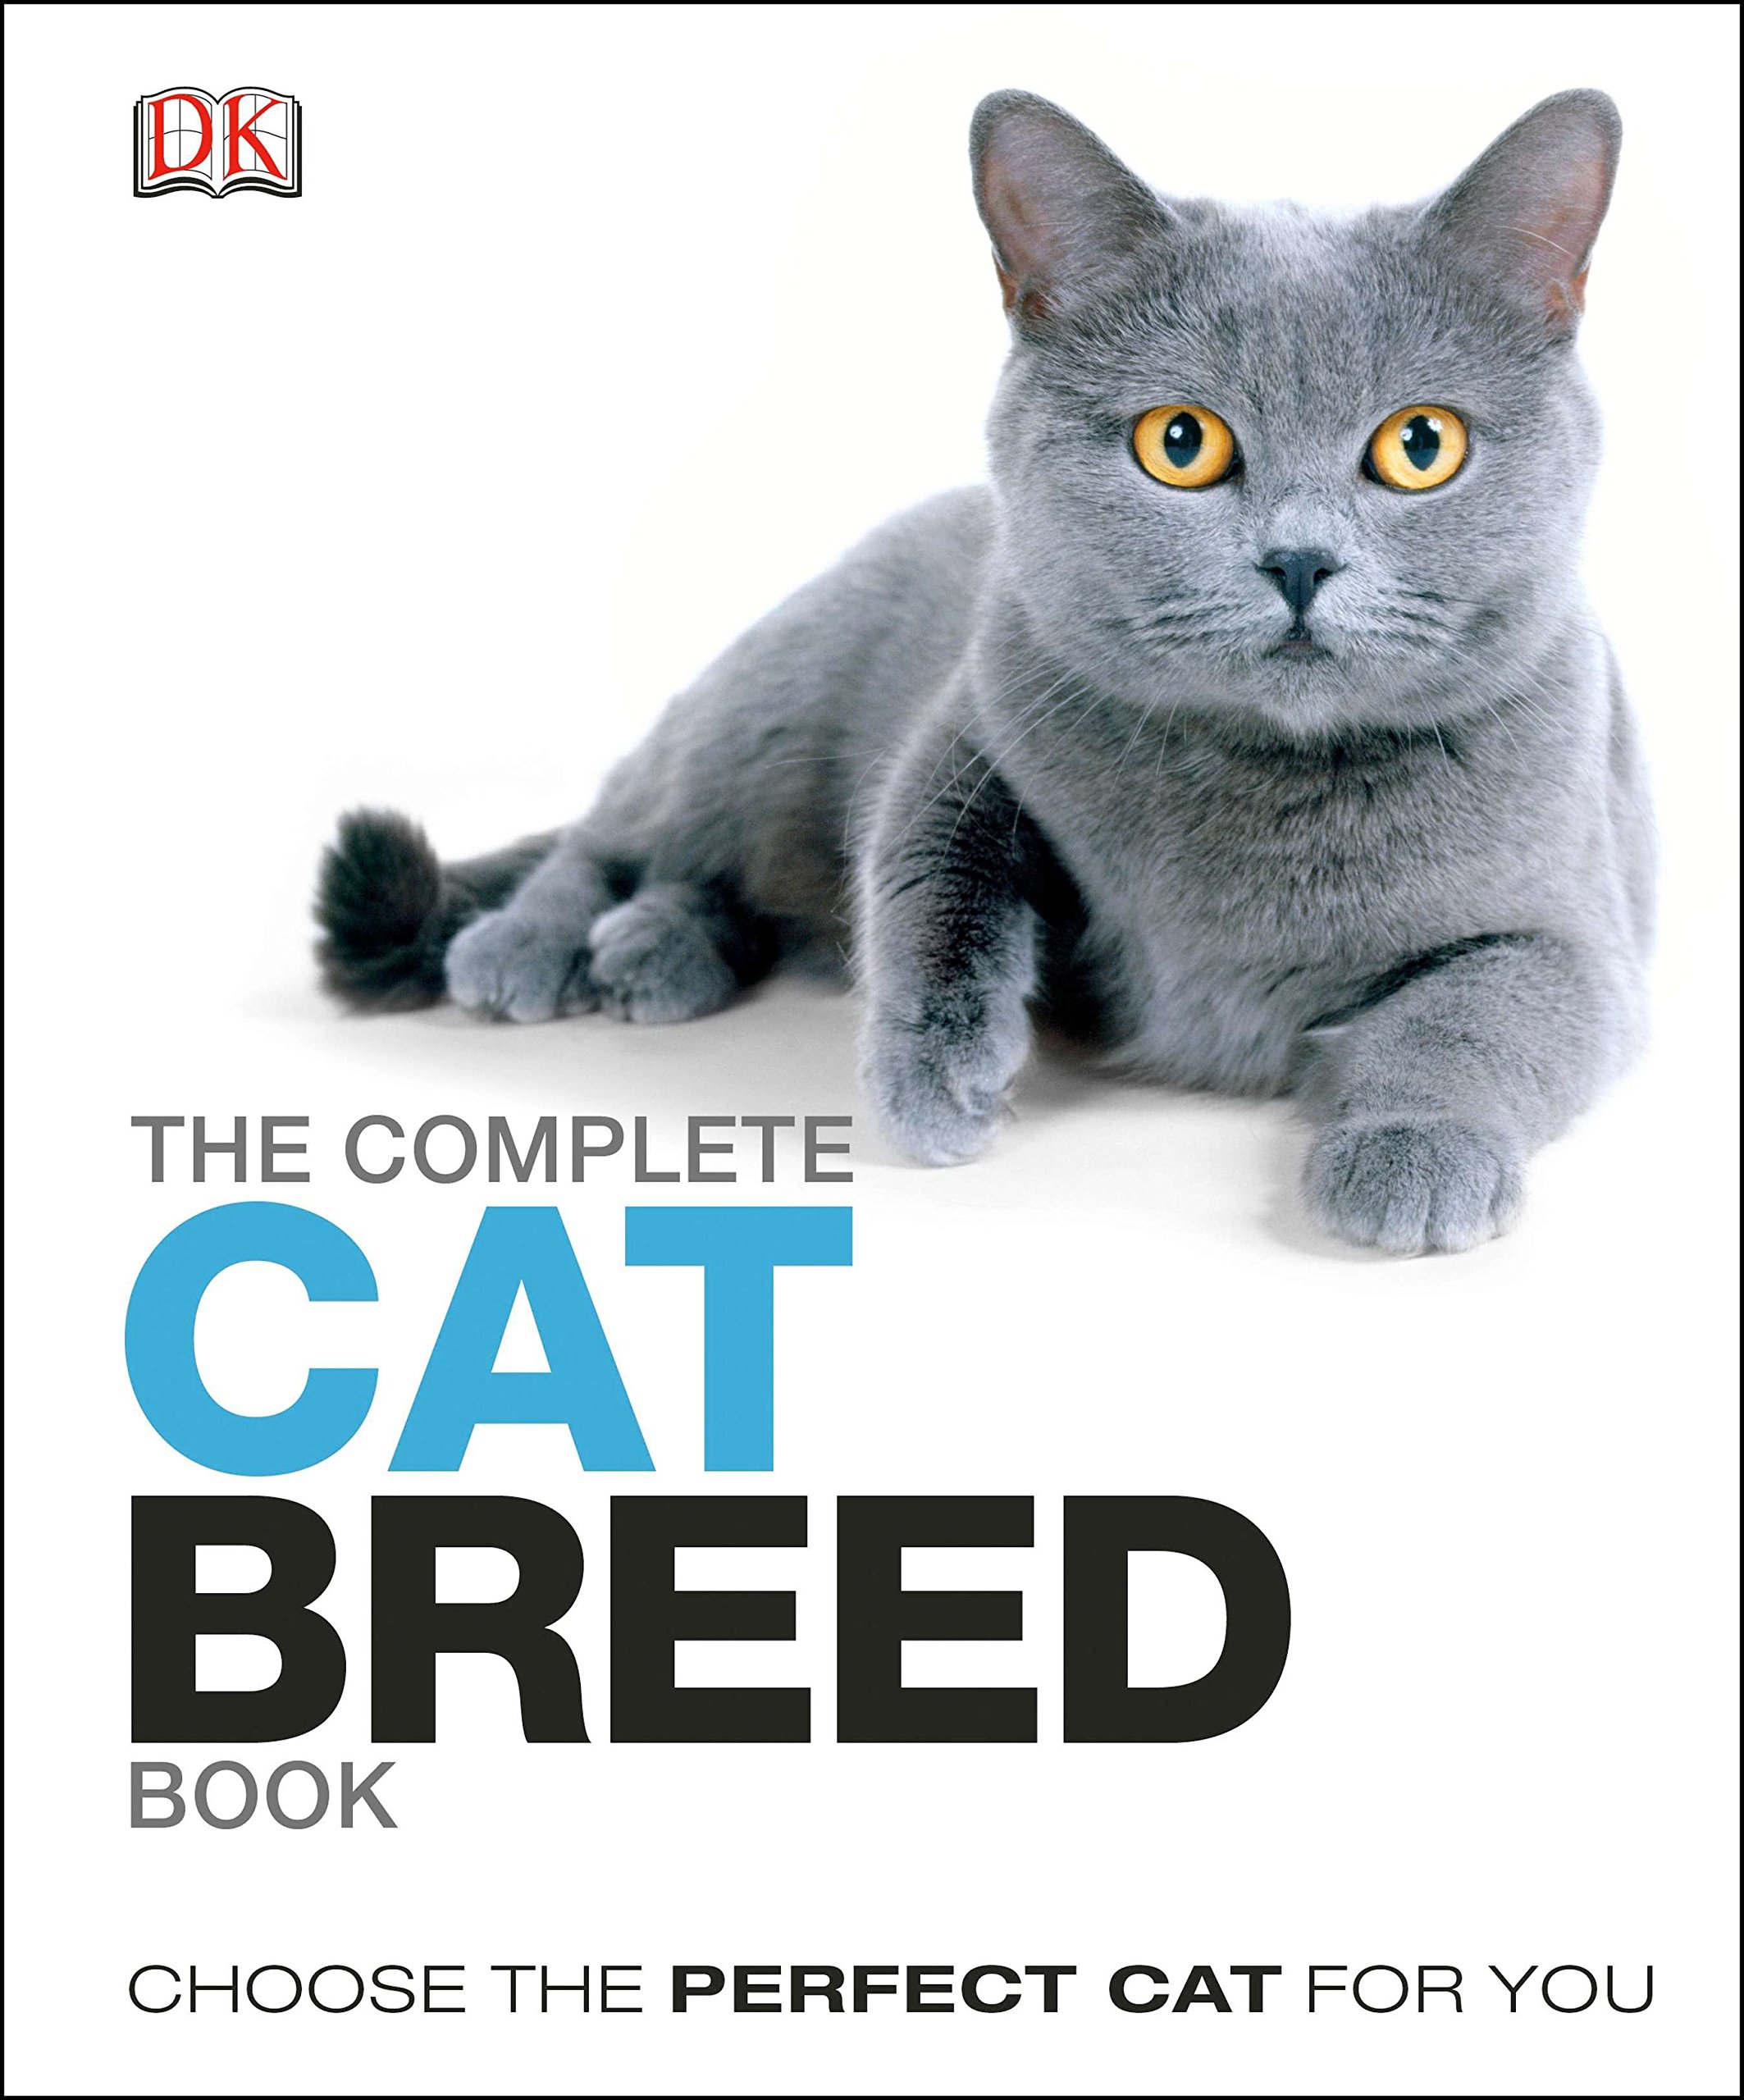 DK
THE COMPLETE
CAT
BREED
BOOK
CHOOSE THE PERFECT CAT FOR YOU